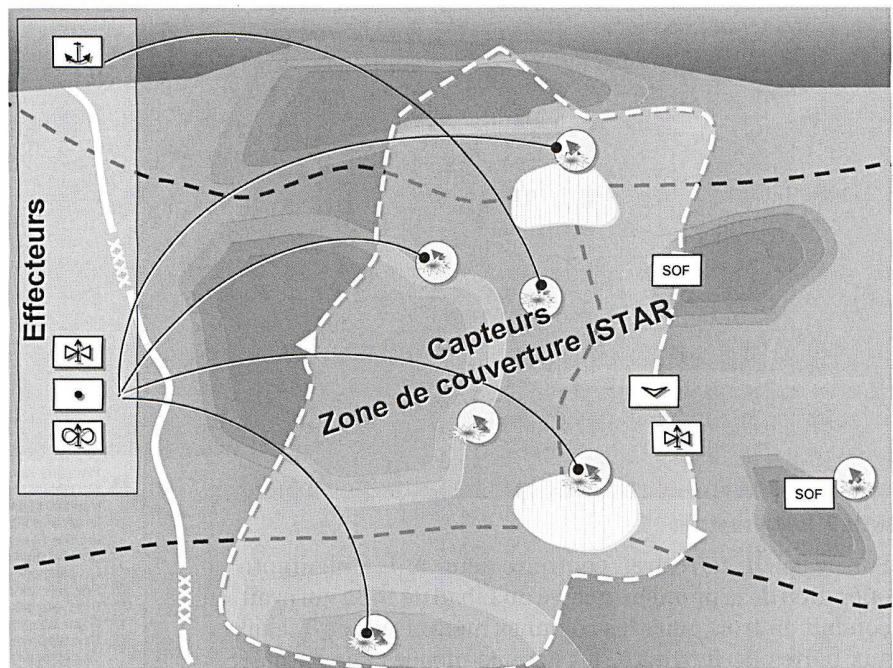 Effecteurs
XXXX
SOF
Capteurs
Zone de couverture ISTAR
SOF
XXXX